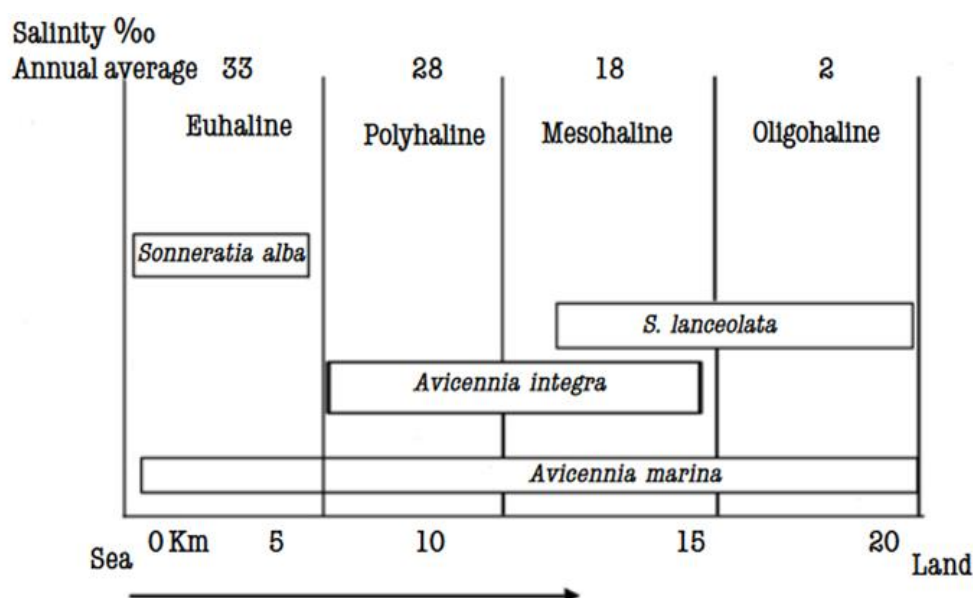 Salinity ‰
Annual average 33 28 18 2
Euhaline Polyhaline Mesohaline Oligohaline
Sonneratia alba
S. lanceolata
Avicennia integra
Avicennia marina
0 Km 5 10 15 20
Sea Land